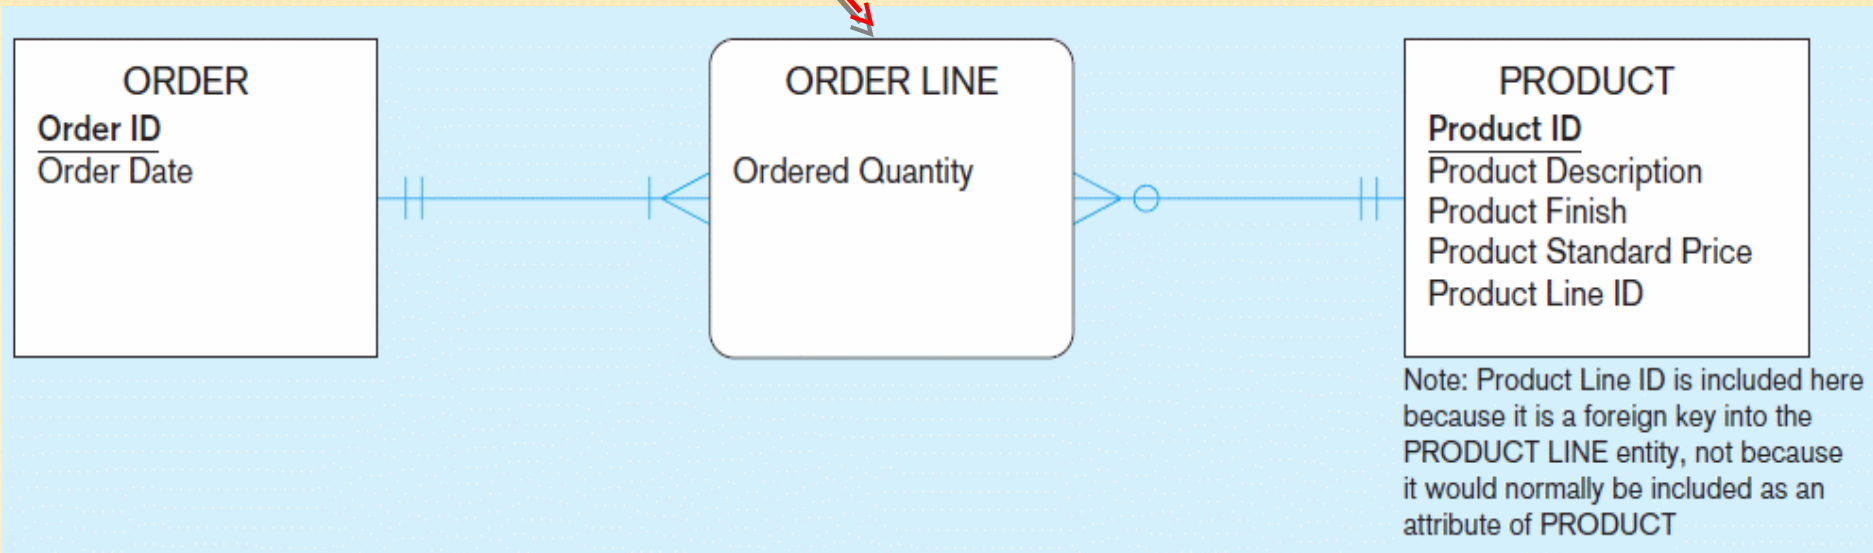 ORDER
Order ID
Order Date
ORDER LINE
Ordered Quantity
PRODUCT
Product ID
Product Description
Product Finish
Product Standard Price
Product Line ID
Note: Product Line ID is included here
because it is a foreign key into the
PRODUCT LINE entity, not because
it would normally be included as an
attribute of PRODUCT